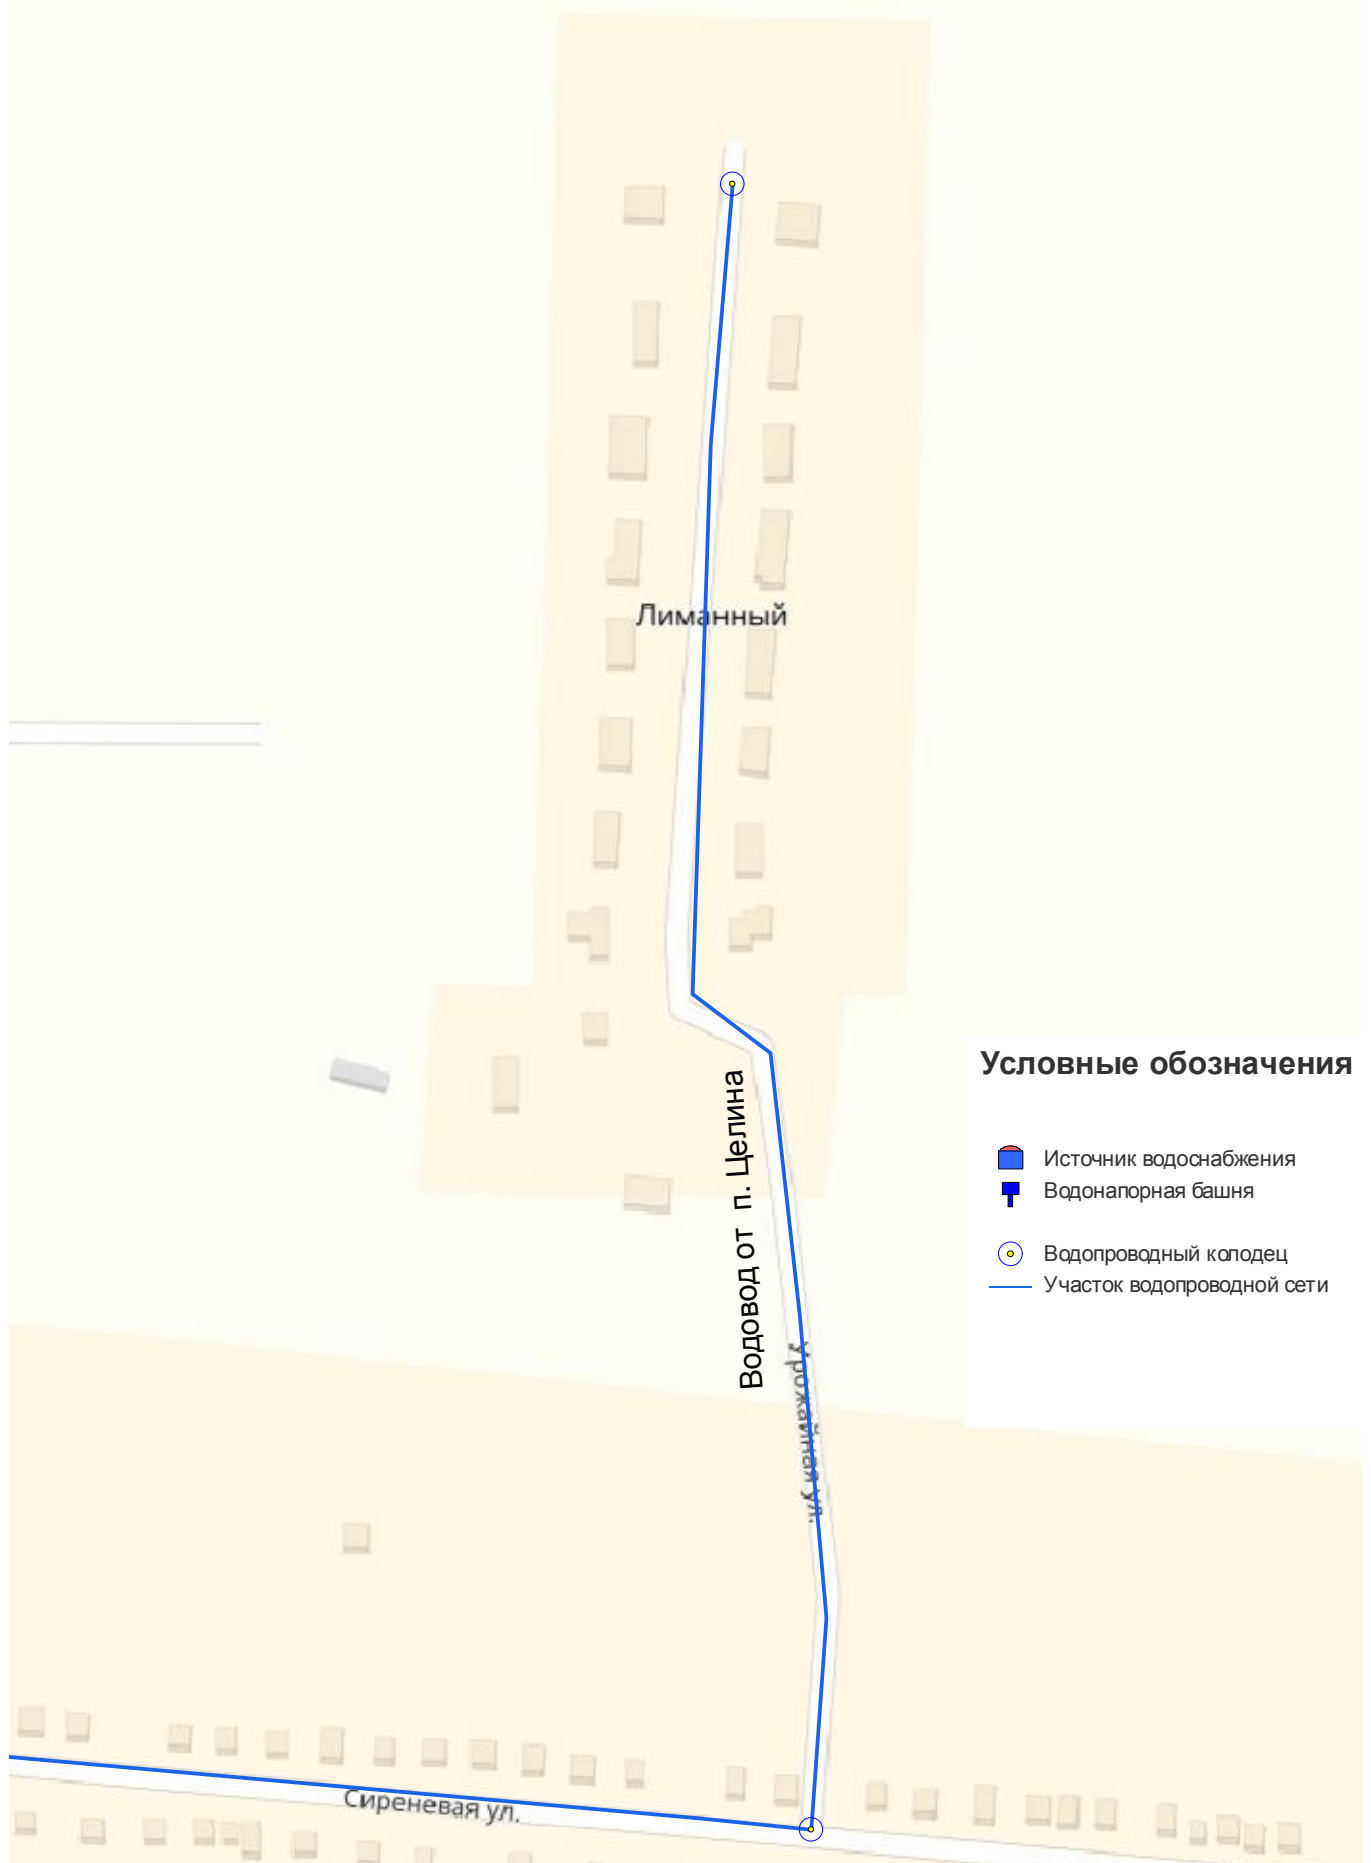 Лиманный
Водовод от п. Целина
Урожайная ул.
Сиреневая ул.
Условные обозначения
Источник водоснабжения
Водонапорная башня
Водопроводный колодец
Участок водопроводной сети